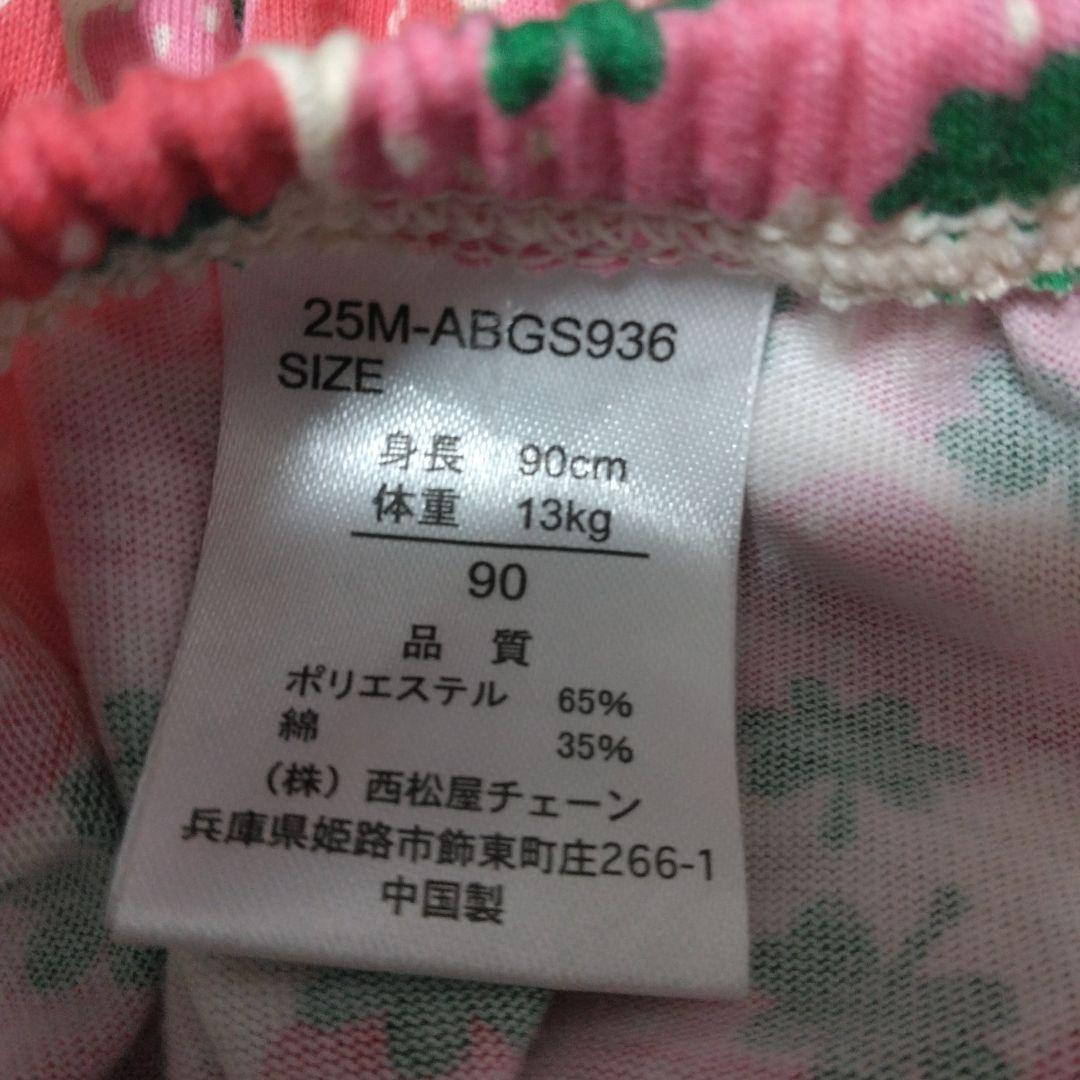 25M-ABGS936
SIZE
身長 90cm
体重 13kg
90
品 質
ポリエステル 65%
綿 35%
(株) 西松屋チェーン
兵庫県姫路市飾東町庄266-1
中国製